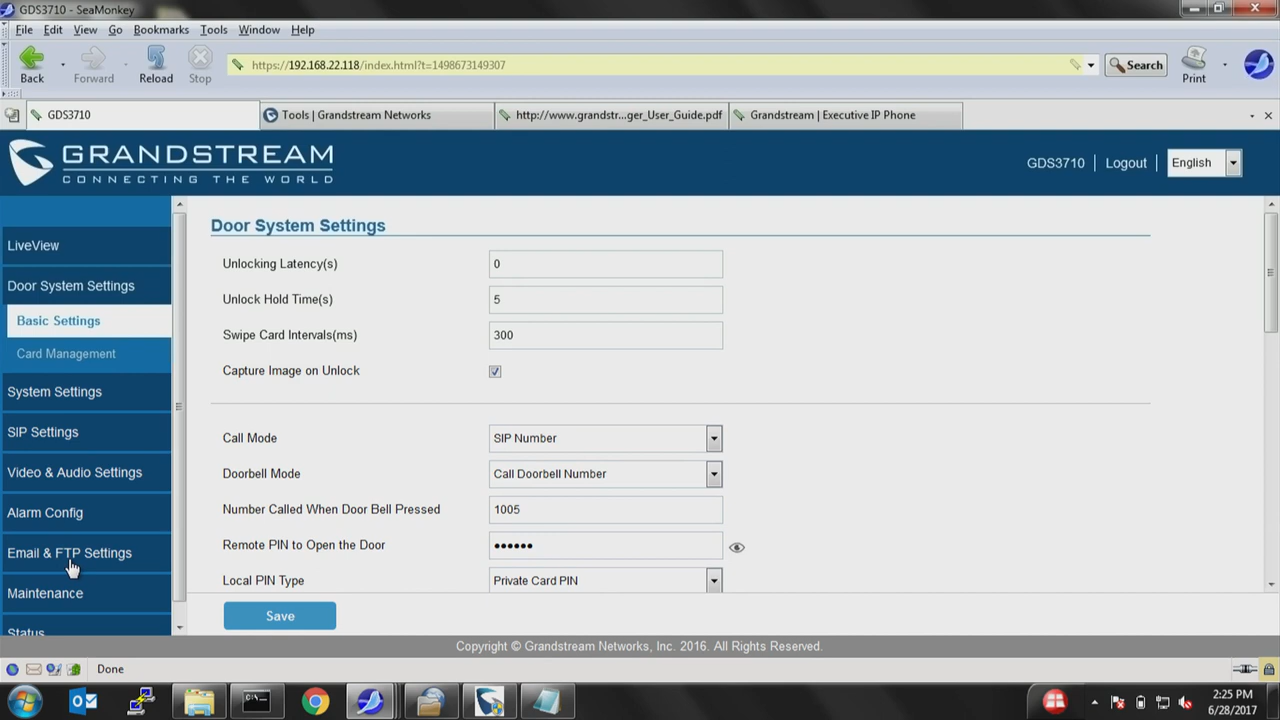 GDS3710 - SeaMonkey
File Edit View Go Bookmarks Tools Window Help
Back Forward Reload Stop https://192.168.22.118/index.html?t=1498673149307 Search Print
GDS3710 Tools | Grandstream Networks http://www.grandstr...ger_User_Guide.pdf Grandstream | Executive IP Phone
GRANDSTREAM
CONNECTING THE WORLD
GDS3710 Logout English
LiveView
Door System Settings
Basic Settings
Card Management
System Settings
SIP Settings
Video & Audio Settings
Alarm Config
Email & FTP Settings
Maintenance
Status
Door System Settings
Unlocking Latency(s) 0
Unlock Hold Time(s) 5
Swipe Card Intervals(ms) 300
Capture Image on Unlock
Call Mode SIP Number
Doorbell Mode Call Doorbell Number
Number Called When Door Bell Pressed 1005
Remote PIN to Open the Door ••••••
Local PIN Type Private Card PIN
Save
Copyright © Grandstream Networks, Inc. 2016. All Rights Reserved.
Done
2:25 PM
6/28/2017